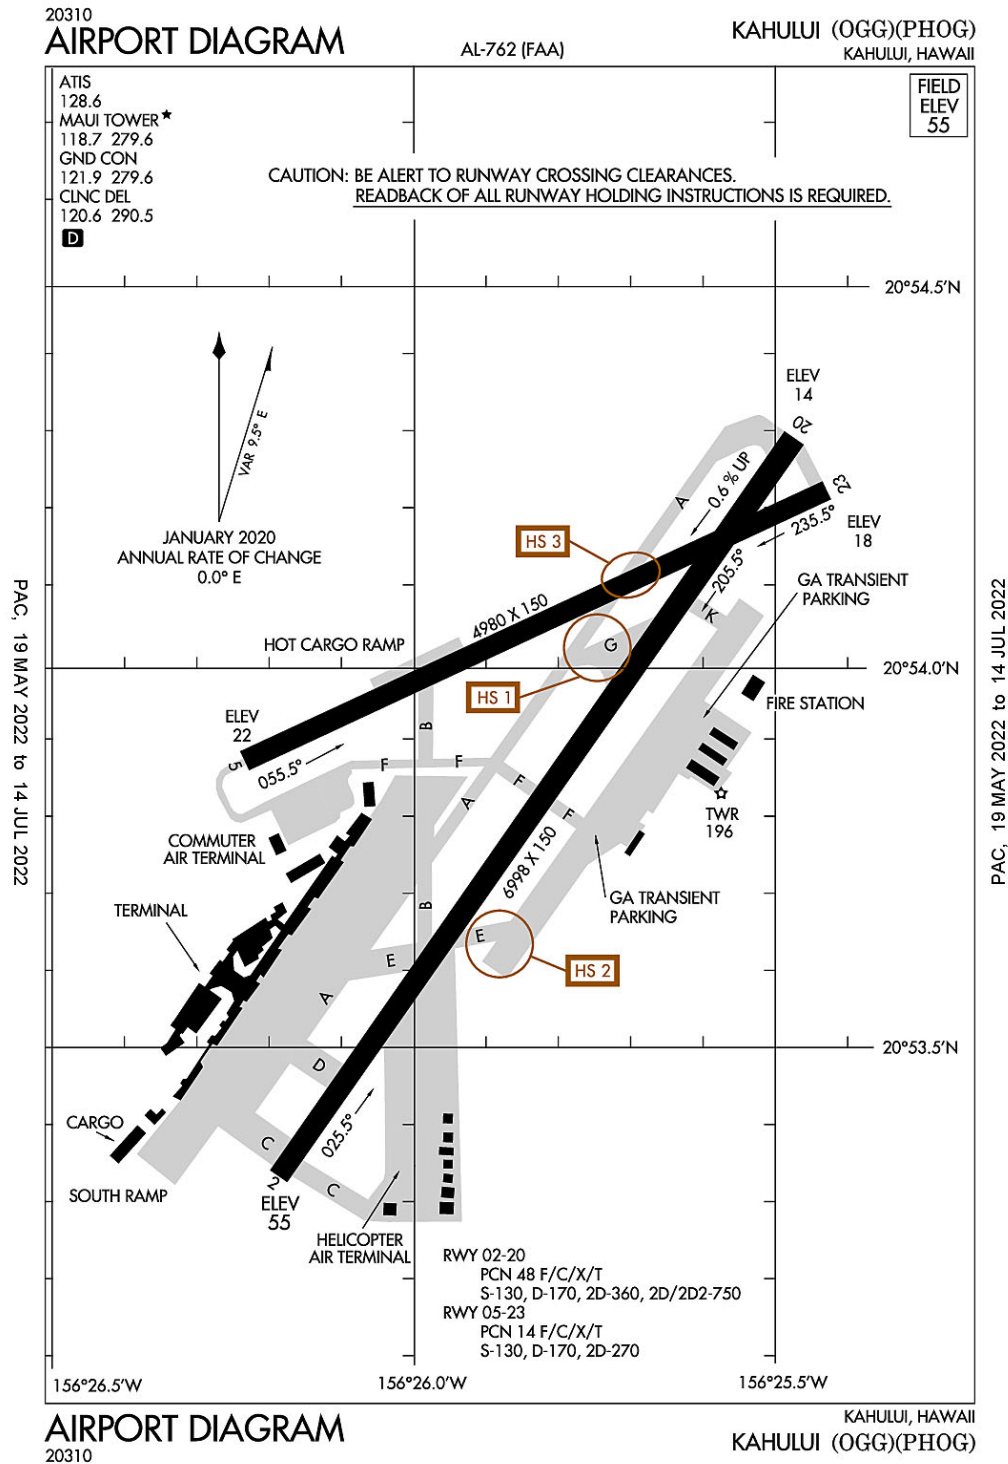 20310
AIRPORT DIAGRAM
AL-762 (FAA)
KAHULUI (OGG)(PHOG)
KAHULUI, HAWAII
ATIS
128.6
MAUI TOWER★
118.7 279.6
GND CON
121.9 279.6
CLNC DEL
120.6 290.5
D
FIELD
ELEV
55
CAUTION: BE ALERT TO RUNWAY CROSSING CLEARANCES.
READBACK OF ALL RUNWAY HOLDING INSTRUCTIONS IS REQUIRED.
20°54.5'N
VAR 9.5° E
JANUARY 2020
ANNUAL RATE OF CHANGE
0.0° E
ELEV
14
20
A
0.6% UP
23
235.5°
ELEV
18
HS 3
205.5°
GA TRANSIENT
PARKING
K
4980 X 150
HOT CARGO RAMP
G
20°54.0'N
HS 1
FIRE STATION
ELEV
22
B
5
055.5°
F
F
F
F
A
TWR
196
COMMUTER
AIR TERMINAL
6998 X 150
GA TRANSIENT
PARKING
TERMINAL
B
E
E
HS 2
A
20°53.5'N
D
CARGO
025.5°
C
C
2
SOUTH RAMP
ELEV
55
HELICOPTER
AIR TERMINAL
RWY 02-20
PCN 48 F/C/X/T
S-130, D-170, 2D-360, 2D/2D2-750
RWY 05-23
PCN 14 F/C/X/T
S-130, D-170, 2D-270
156°26.5'W
156°26.0'W
156°25.5'W
PAC, 19 MAY 2022 to 14 JUL 2022
PAC, 19 MAY 2022 to 14 JUL 2022
AIRPORT DIAGRAM
20310
KAHULUI, HAWAII
KAHULUI (OGG)(PHOG)